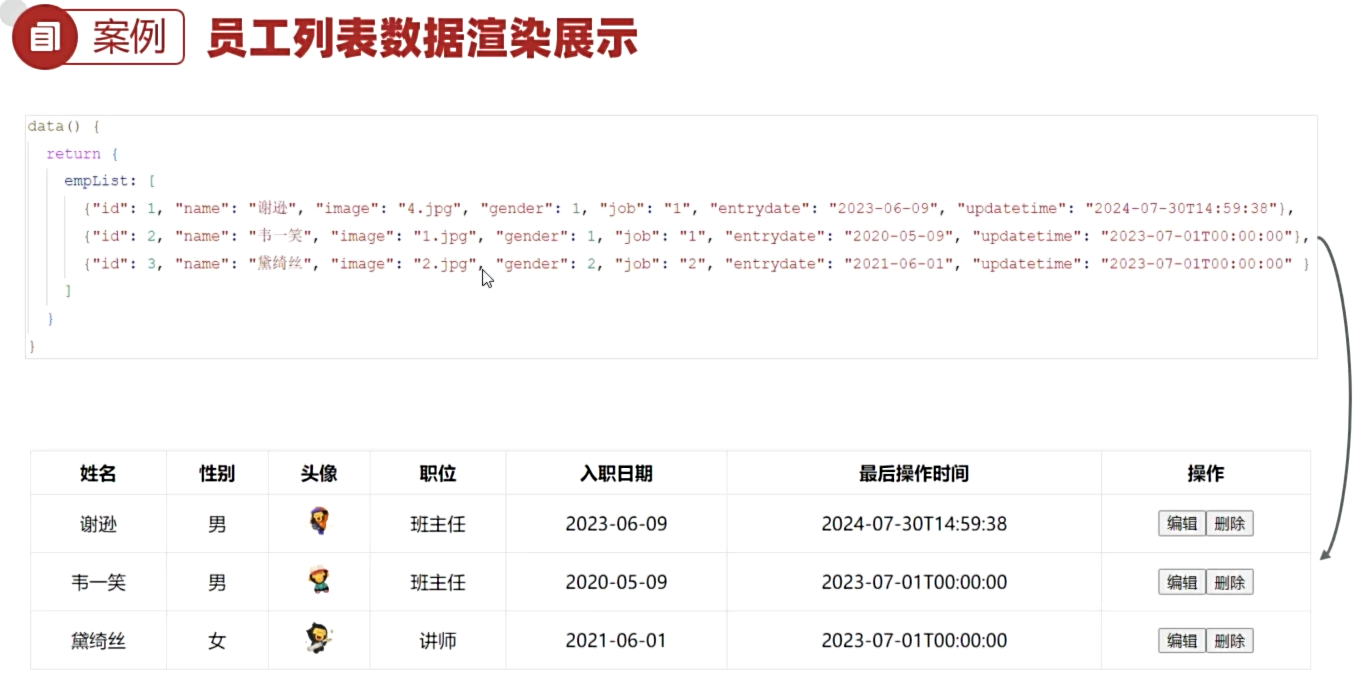 案例 员工列表数据渲染展示
data() {
return {
empList: [
{"id": 1, "name": "谢逊", "image": "4.jpg", "gender": 1, "job": "1", "entrydate": "2023-06-09", "updatetime": "2024-07-30T14:59:38"},
{"id": 2, "name": "韦一笑", "image": "1.jpg", "gender": 1, "job": "1", "entrydate": "2020-05-09", "updatetime": "2023-07-01T00:00:00"},
{"id": 3, "name": "黛绮丝", "image": "2.jpg", "gender": 2, "job": "2", "entrydate": "2021-06-01", "updatetime": "2023-07-01T00:00:00" }
]
}
}
姓名 性别 头像 职位 入职日期 最后操作时间 操作
谢逊 男 班主任 2023-06-09 2024-07-30T14:59:38 编辑 删除
韦一笑 男 班主任 2020-05-09 2023-07-01T00:00:00 编辑 删除
黛绮丝 女 讲师 2021-06-01 2023-07-01T00:00:00 编辑 删除